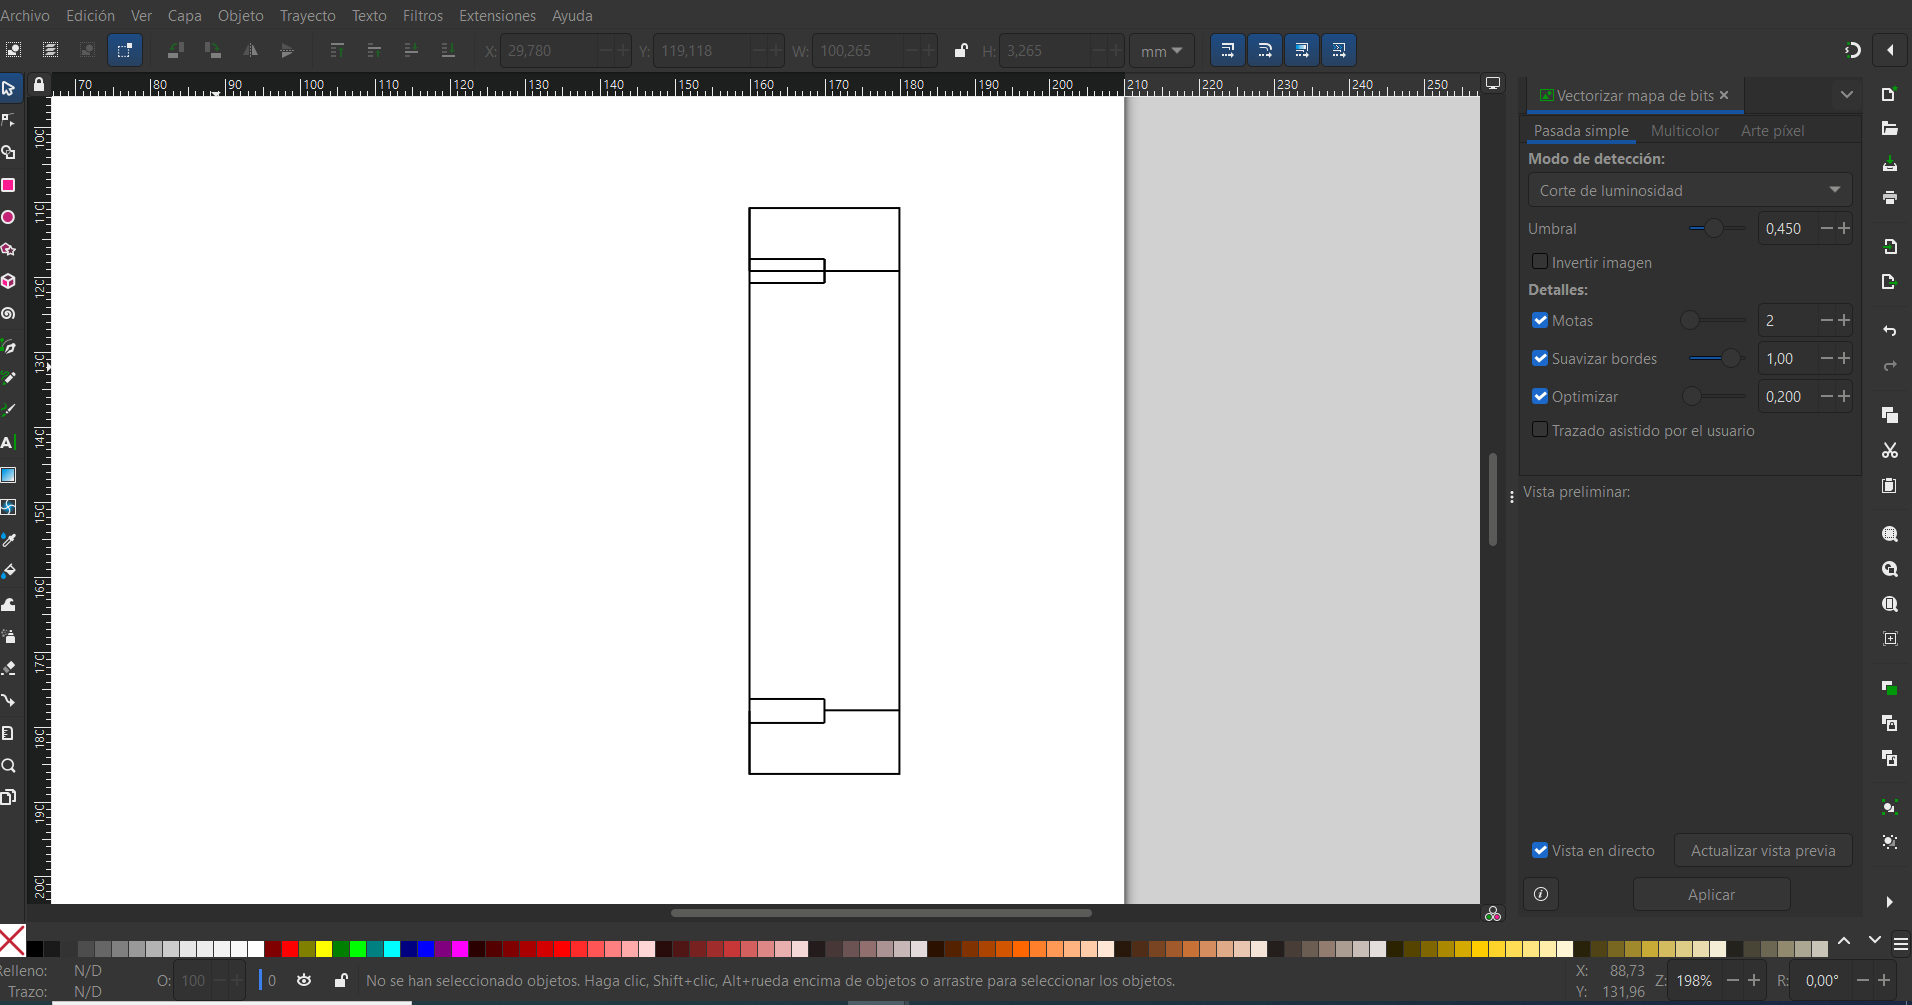 Archivo Edición Ver Capa Objeto Trayecto Texto Filtros Extensiones Ayuda
X: 29,780 Y: 119,118 W: 100,265 H: 3,265 mm
70 80 90 100 110 120 130 140 150 160 170 180 190 200 210 220 230 240 250
Vectorizar mapa de bits
Pasada simple Multicolor Arte píxel
Modo de detección:
Corte de luminosidad
Umbral 0,450
Invertir imagen
Detalles:
Motas 2
Suavizar bordes 1,00
Optimizar 0,200
Trazado asistido por el usuario
Vista preliminar:
Vista en directo Actualizar vista previa
Aplicar
100
110
120
130
140
150
160
170
180
190
200
A
elleno: N/D
Trazo: N/D
O: 100 0 No se han seleccionado objetos. Haga clic, Shift+clic, Alt+rueda encima de objetos o arrastre para seleccionar los objetos.
X: 88,73
Y: 131,96
Z: 198% R: 0,00°